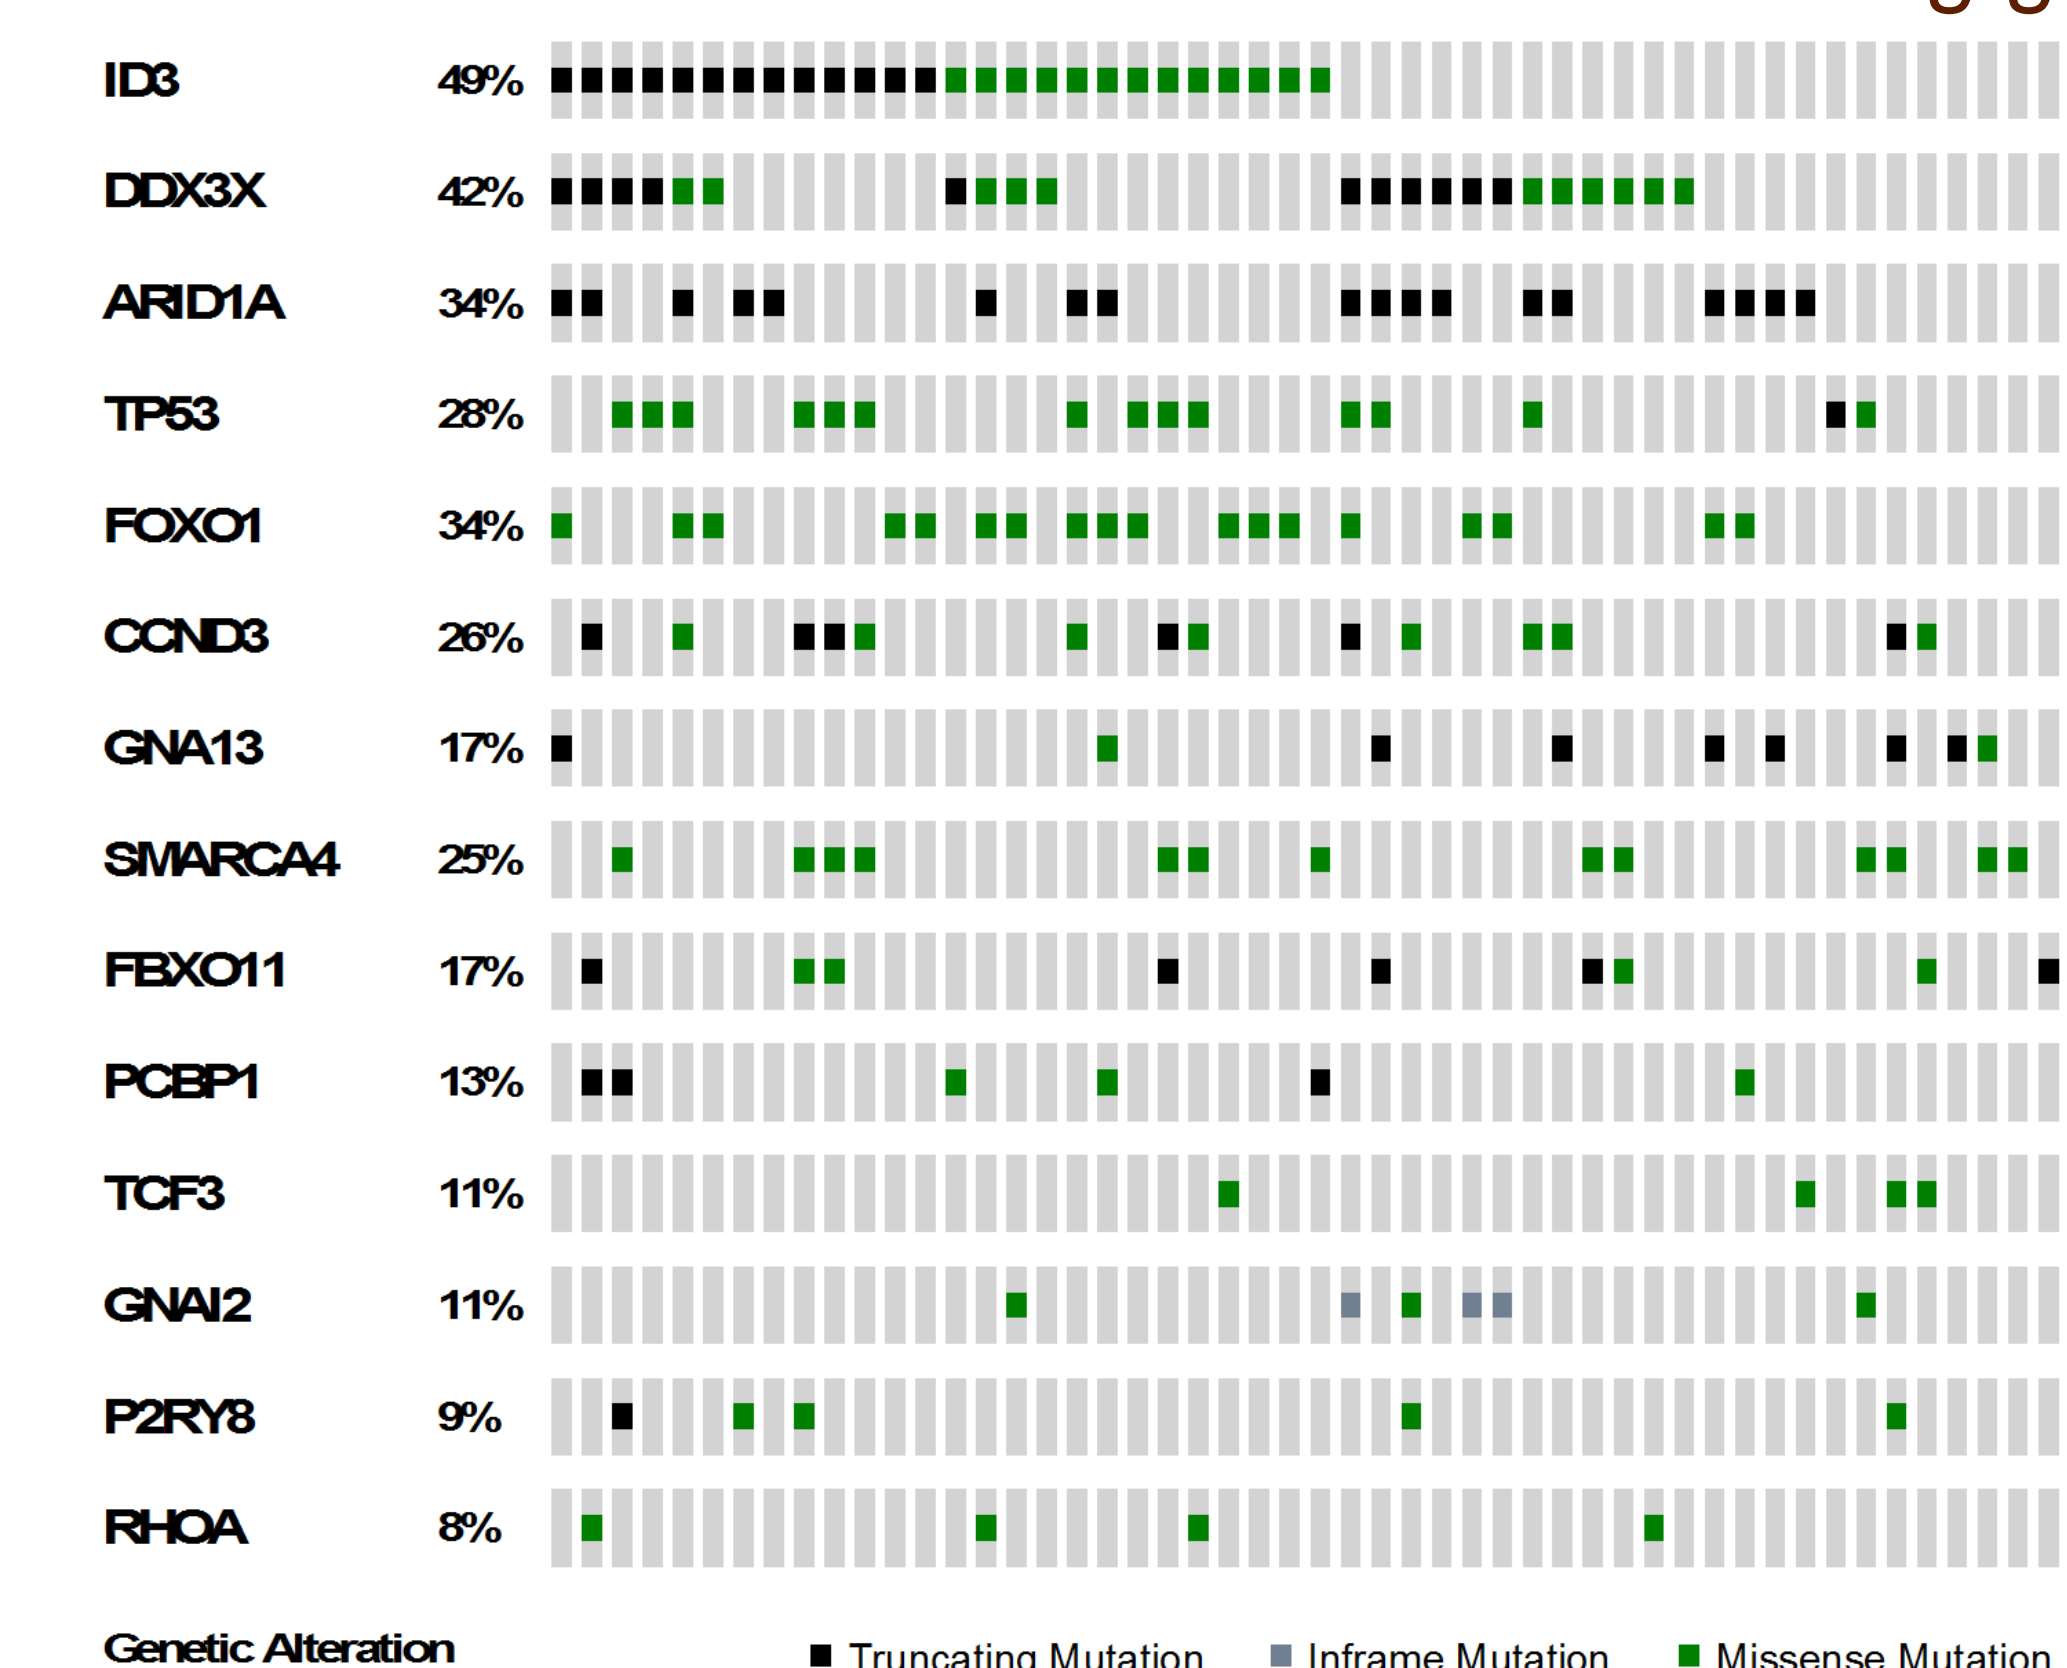 ID3 49%
DDX3X 42%
ARID1A 34%
TP53 28%
FOXO1 34%
CCND3 26%
GNA13 17%
SMARCA4 25%
FBXO11 17%
PCBP1 13%
TCF3 11%
GNAI2 11%
P2RY8 9%
RHOA 8%
Genetic Alteration Truncating Mutation Inframe Mutation Missense Mutation